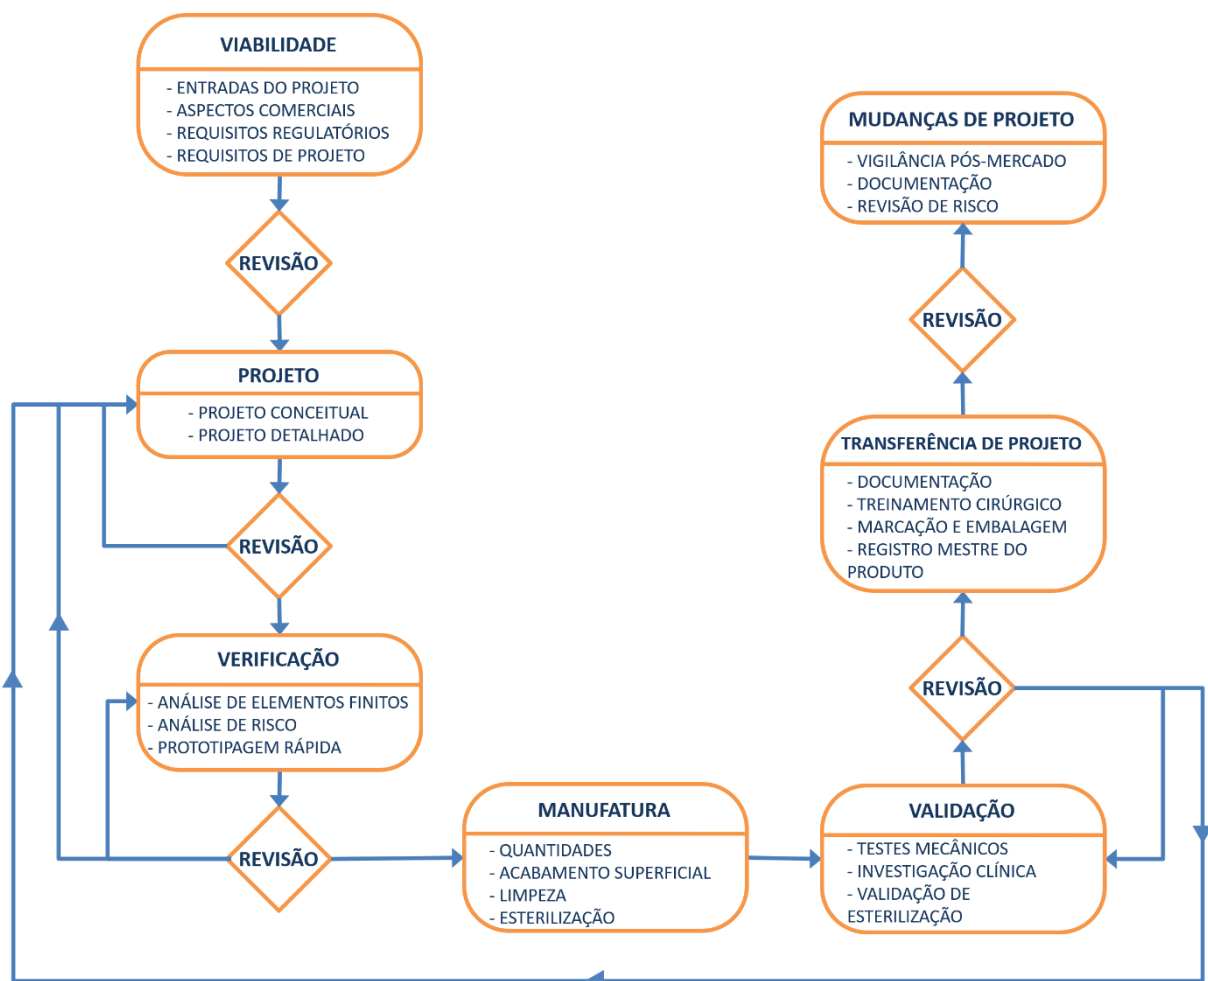 VIABILIDADE
- ENTRADAS DO PROJETO
- ASPECTOS COMERCIAIS
- REQUISITOS REGULATÓRIOS
- REQUISITOS DE PROJETO
REVISÃO
PROJETO
- PROJETO CONCEITUAL
- PROJETO DETALHADO
REVISÃO
VERIFICAÇÃO
- ANÁLISE DE ELEMENTOS FINITOS
- ANÁLISE DE RISCO
- PROTOTIPAGEM RÁPIDA
REVISÃO
MANUFATURA
- QUANTIDADES
- ACABAMENTO SUPERFICIAL
- LIMPEZA
- ESTERILIZAÇÃO
VALIDAÇÃO
- TESTES MECÂNICOS
- INVESTIGAÇÃO CLÍNICA
- VALIDAÇÃO DE
ESTERILIZAÇÃO
REVISÃO
TRANSFERÊNCIA DE PROJETO
- DOCUMENTAÇÃO
- TREINAMENTO CIRÚRGICO
- MARCAÇÃO E EMBALAGEM
- REGISTRO MESTRE DO
PRODUTO
REVISÃO
MUDANÇAS DE PROJETO
- VIGILÂNCIA PÓS-MERCADO
- DOCUMENTAÇÃO
- REVISÃO DE RISCO